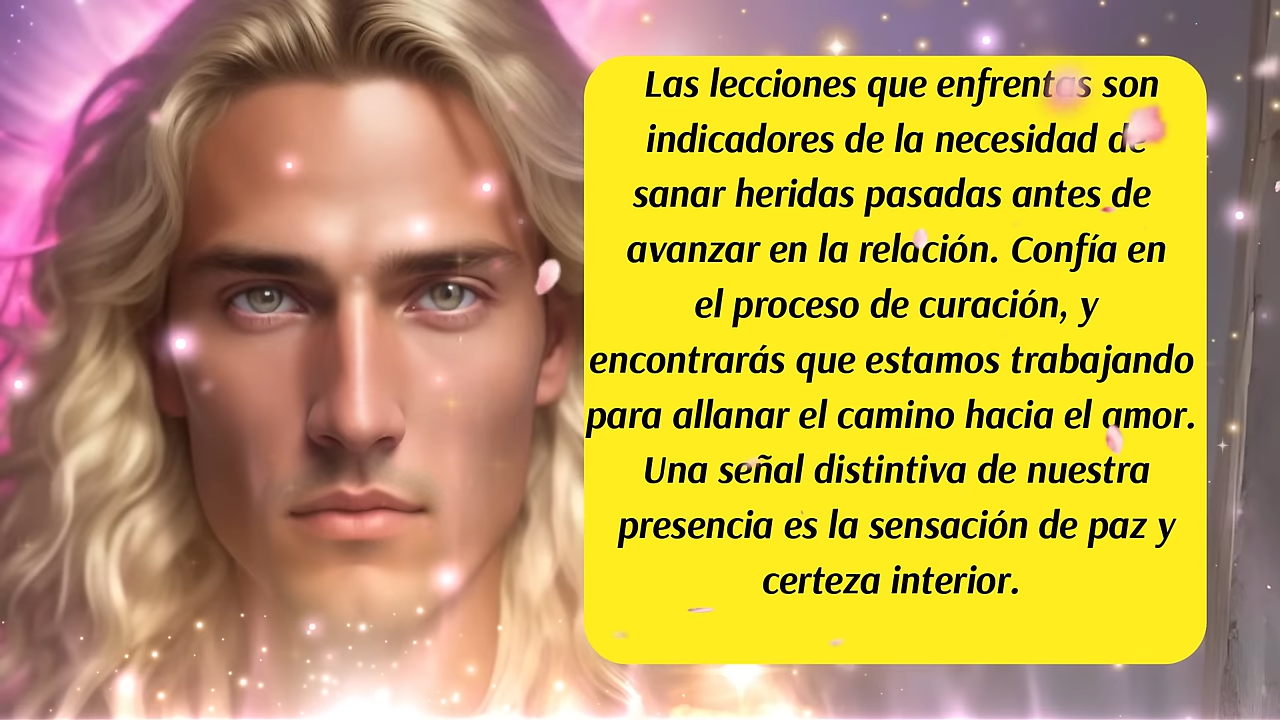 Las lecciones que enfrentas son
indicadores de la necesidad de
sanar heridas pasadas antes de
avanzar en la relación. Confía en
el proceso de curación, y
encontrarás que estamos trabajando
para allanar el camino hacia el amor.
Una señal distintiva de nuestra
presencia es la sensación de paz y
certeza interior.